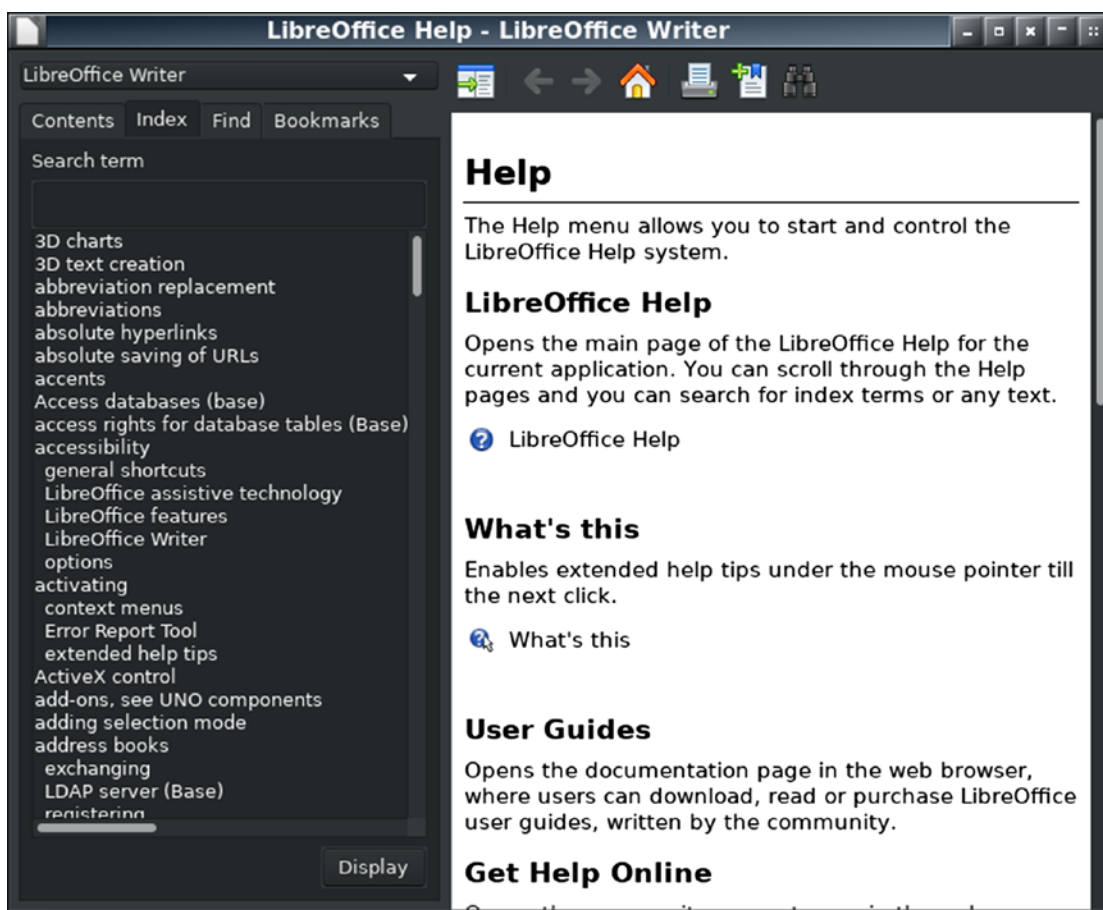 LibreOffice Help - LibreOffice Writer
LibreOffice Writer
Contents Index Find Bookmarks
Search term
3D charts
3D text creation
abbreviation replacement
abbreviations
absolute hyperlinks
absolute saving of URLs
accents
Access databases (base)
access rights for database tables (Base)
accessibility
general shortcuts
LibreOffice assistive technology
LibreOffice features
LibreOffice Writer
options
activating
context menus
Error Report Tool
extended help tips
ActiveX control
add-ons, see UNO components
adding selection mode
address books
exchanging
LDAP server (Base)
registering
Display
Help
The Help menu allows you to start and control the
LibreOffice Help system.
LibreOffice Help
Opens the main page of the LibreOffice Help for the
current application. You can scroll through the Help
pages and you can search for index terms or any text.
LibreOffice Help
What's this
Enables extended help tips under the mouse pointer till
the next click.
What's this
User Guides
Opens the documentation page in the web browser,
where users can download, read or purchase LibreOffice
user guides, written by the community.
Get Help Online